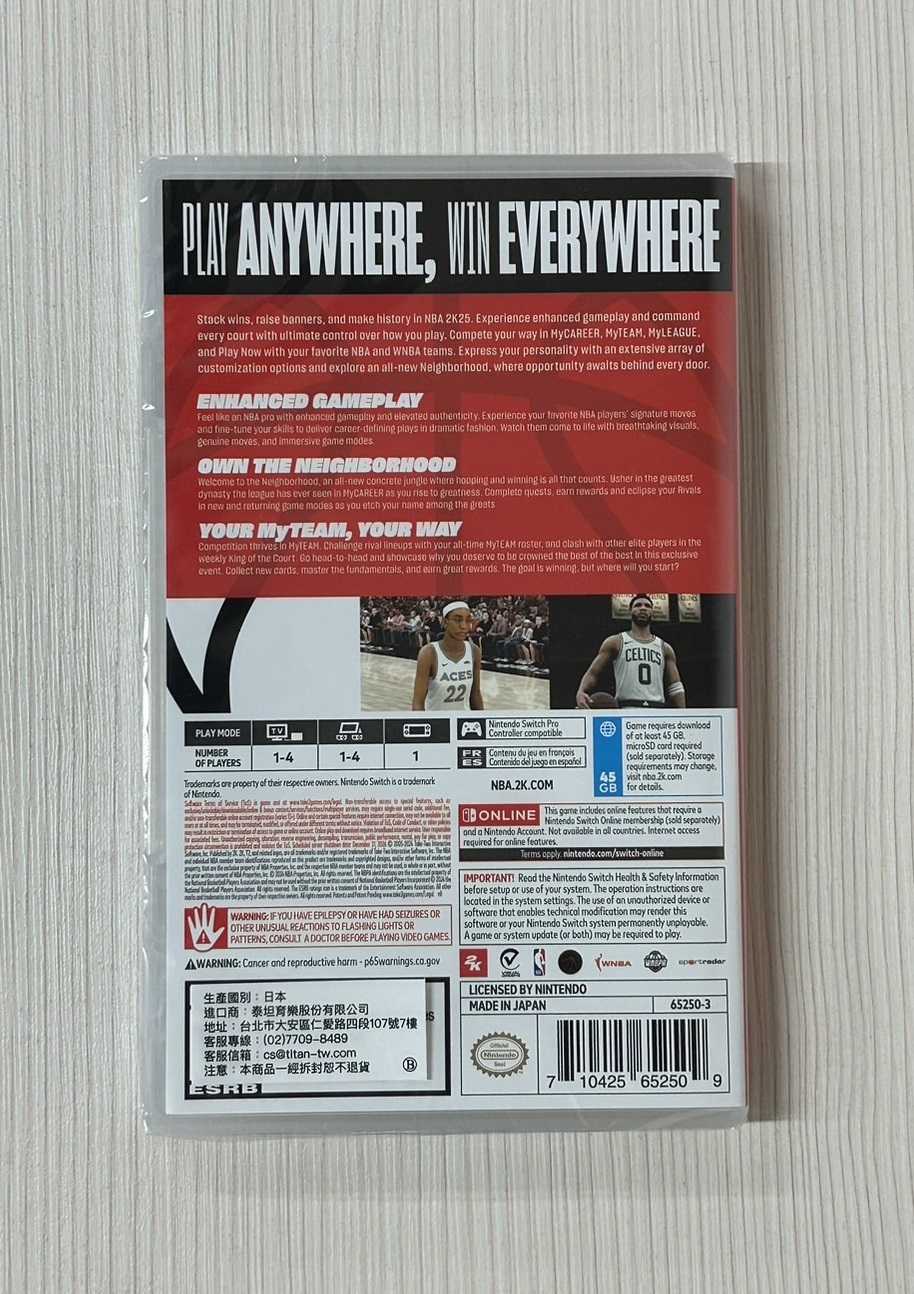 PLAY ANYWHERE, WIN EVERYWHERE
Stack wins, raise banners, and make history in NBA 2K25. Experience enhanced gameplay and command
every court with ultimate control over how you play. Compete your way in MyCAREER, MyTEAM, MyLEAGUE,
and Play Now with your favorite NBA and WNBA teams. Express your personality with an extensive array of
customization options and explore an all-new Neighborhood, where opportunity awaits behind every door.
ENHANCED GAMEPLAY
Feel like an NBA pro with enhanced gameplay and elevated authenticity. Experience your favorite NBA players' signature moves
and fine-tune your skills to deliver career-defining plays in dramatic fashion. Watch them come to life with breathtaking visuals,
genuine moves, and immersive game modes.
OWN THE NEIGHBORHOOD
Welcome to the Neighborhood, an all-new concrete jungle where hooping and winning is all that counts. Usher in the greatest
dynasty the league has ever seen in MyCAREER as you rise to greatness. Complete quests, earn rewards and eclipse your Rivals
in new and returning game modes as you etch your name among the greats
YOUR MyTEAM, YOUR WAY
Competition thrives in MyTEAM. Challenge rival lineups with your all-time MyTEAM roster, and clash with other elite players in the
weekly King of the Court. Go head-to-head and showcase why you deserve to be crowned the best of the best in this exclusive
event. Collect new cards, master the fundamentals, and earn great rewards. The goal is winning, but where will you start?
ACES
22
CELTICS
0
PLAY MODE
TV
NUMBER
OF PLAYERS
1-4
1-4
1
Nintendo Switch Pro
Controller compatible
FR
ES
Contenu du jeu en français
Contenido del juego en español
NBA.2K.COM
45
GB
Game requires download
of at least 45 GB.
microSD card required
(sold separately). Storage
requirements may change,
visit nba.2k.com
for details.
Trademarks are property of their respective owners. Nintendo Switch is a trademark
of Nintendo.
ONLINE
This game includes online features that require a
Nintendo Switch Online membership (sold separately)
and a Nintendo Account. Not available in all countries. Internet access
required for online features.
Terms apply. nintendo.com/switch-online
IMPORTANT! Read the Nintendo Switch Health & Safety Information
before setup or use of your system. The operation instructions are
located in the system settings. The use of an unauthorized device or
software that enables technical modification may render this
software or your Nintendo Switch system permanently unplayable.
A game or system update (or both) may be required to play.
WARNING: IF YOU HAVE EPILEPSY OR HAVE HAD SEIZURES OR
OTHER UNUSUAL REACTIONS TO FLASHING LIGHTS OR
PATTERNS, CONSULT A DOCTOR BEFORE PLAYING VIDEO GAMES.
WARNING: Cancer and reproductive harm - p65warnings.ca.gov
2K
WNBA
sportradar
生產國別：日本
進口商：泰坦育樂股份有限公司
地址：台北市大安區仁愛路四段107號7樓
客服專線：(02)7709-8489
客服信箱：cs@titan-tw.com
注意：本商品一經拆封恕不退貨
B
ESRB
LICENSED BY NINTENDO
MADE IN JAPAN
65250-3
Official
Nintendo
Seal
7 10425 65250 9